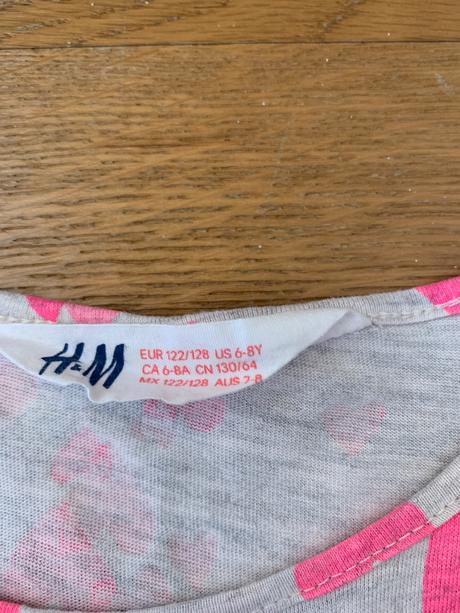 H&M
EUR 122/128 US 6-8Y
CA 6-8A CN 130/64
MX 122/128 AUS 7-8